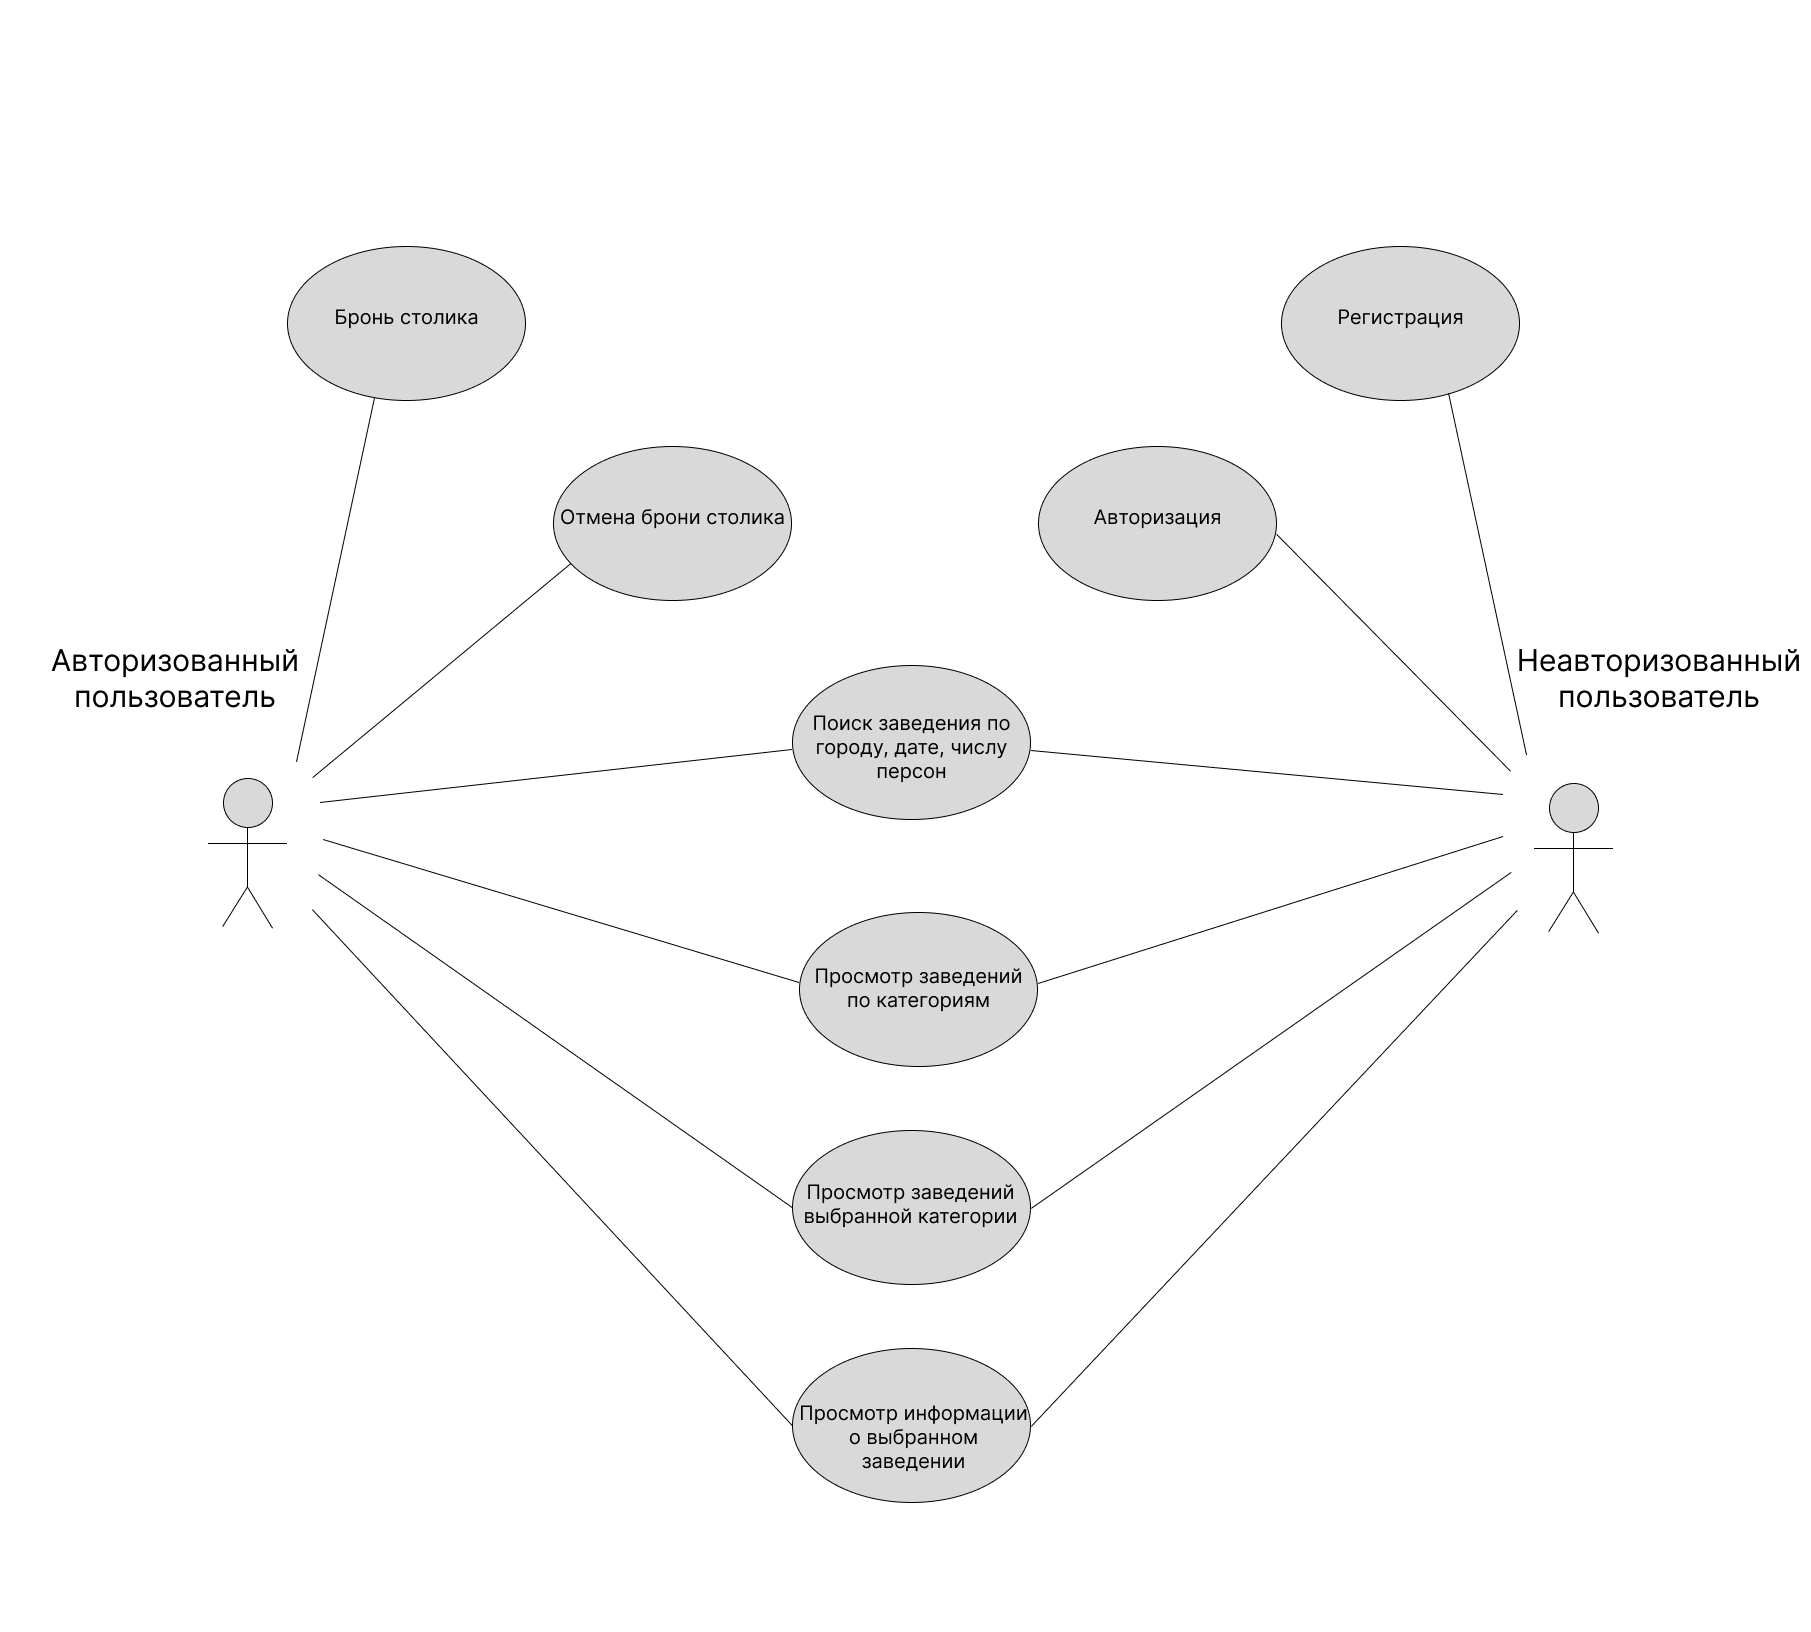 Бронь столика
Регистрация
Отмена брони столика
Авторизация
Авторизованный
пользователь
Неавторизованный
пользователь
Поиск заведения по
городу, дате, числу
персон
Просмотр заведений
по категориям
Просмотр заведений
выбранной категории
Просмотр информации
о выбранном
заведении